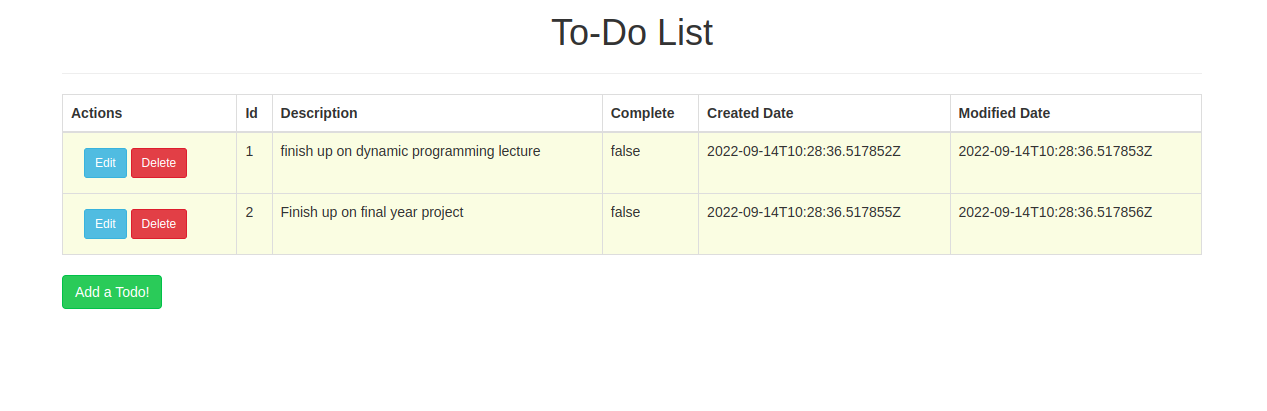 To-Do List
Actions Id Description Complete Created Date Modified Date
Edit Delete 1 finish up on dynamic programming lecture false 2022-09-14T10:28:36.517852Z 2022-09-14T10:28:36.517853Z
Edit Delete 2 Finish up on final year project false 2022-09-14T10:28:36.517855Z 2022-09-14T10:28:36.517856Z
Add a Todo!